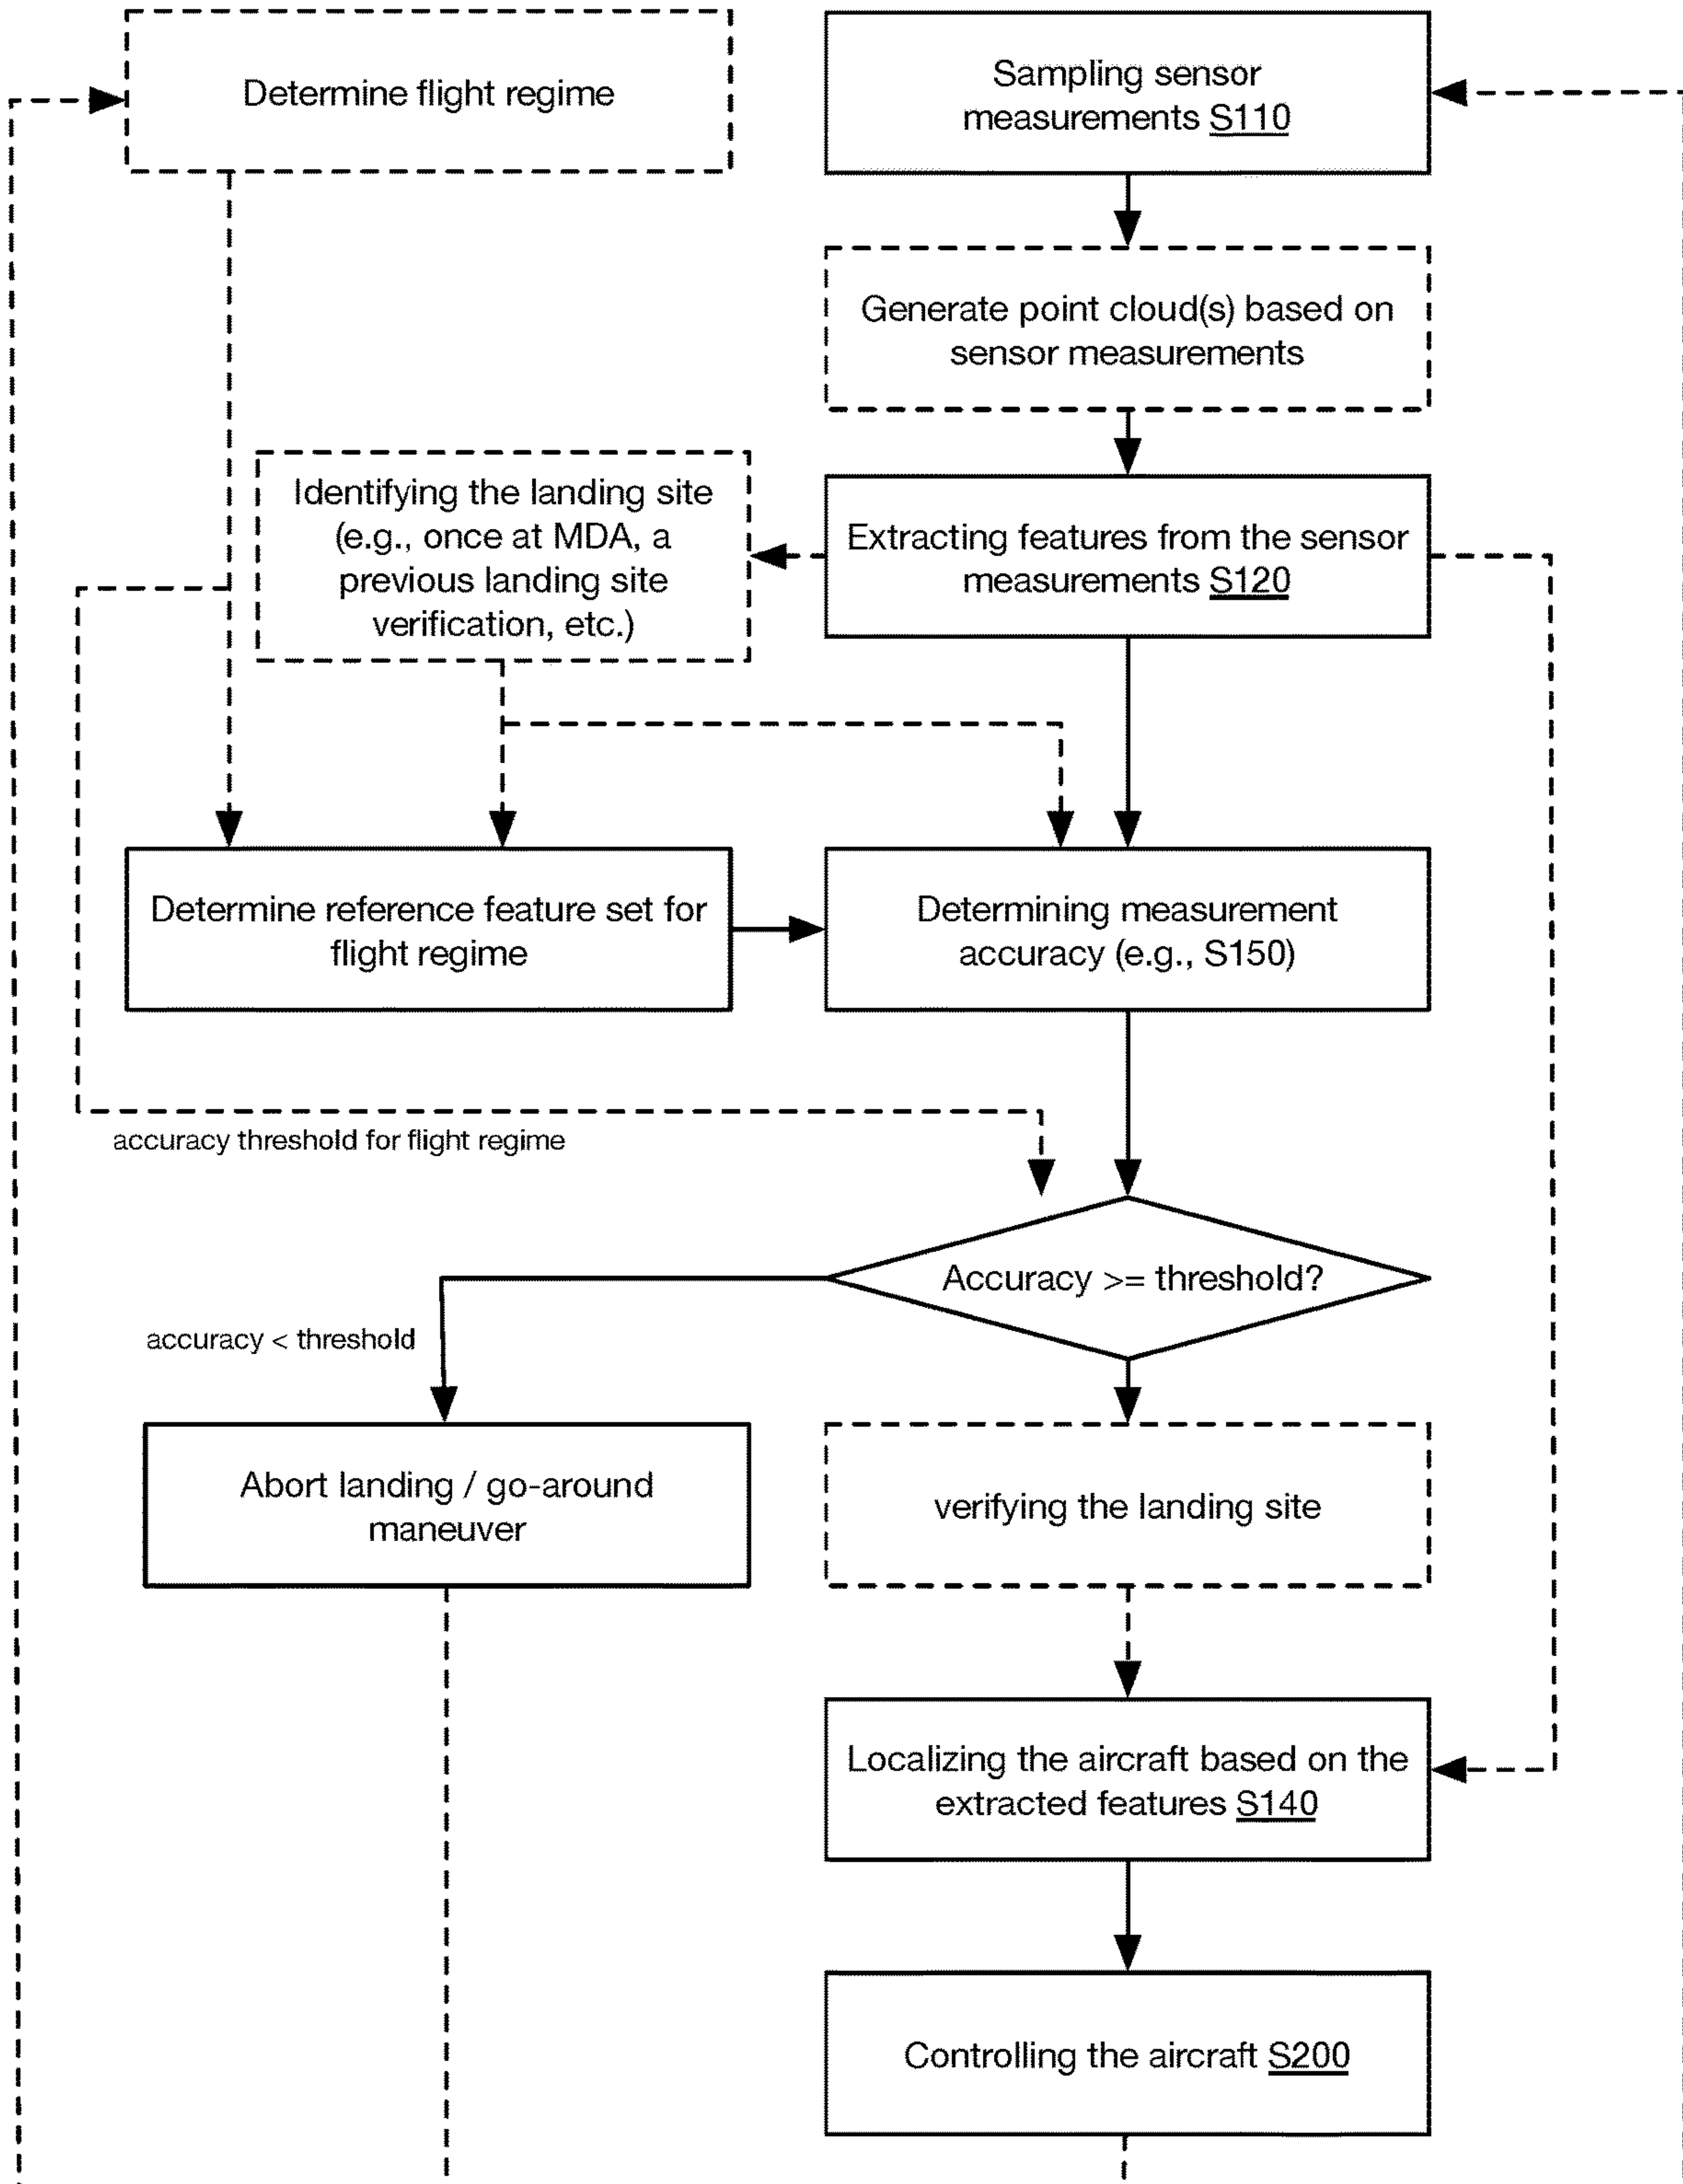 Determine flight regime
Sampling sensor
measurements S110
Generate point cloud(s) based on
sensor measurements
Identifying the landing site
(e.g., once at MDA, a
previous landing site
verification, etc.)
Extracting features from the sensor
measurements S120
Determine reference feature set for
flight regime
Determining measurement
accuracy (e.g., S150)
accuracy threshold for flight regime
Accuracy >= threshold?
accuracy < threshold
Abort landing / go-around
maneuver
verifying the landing site
Localizing the aircraft based on the
extracted features S140
Controlling the aircraft S200